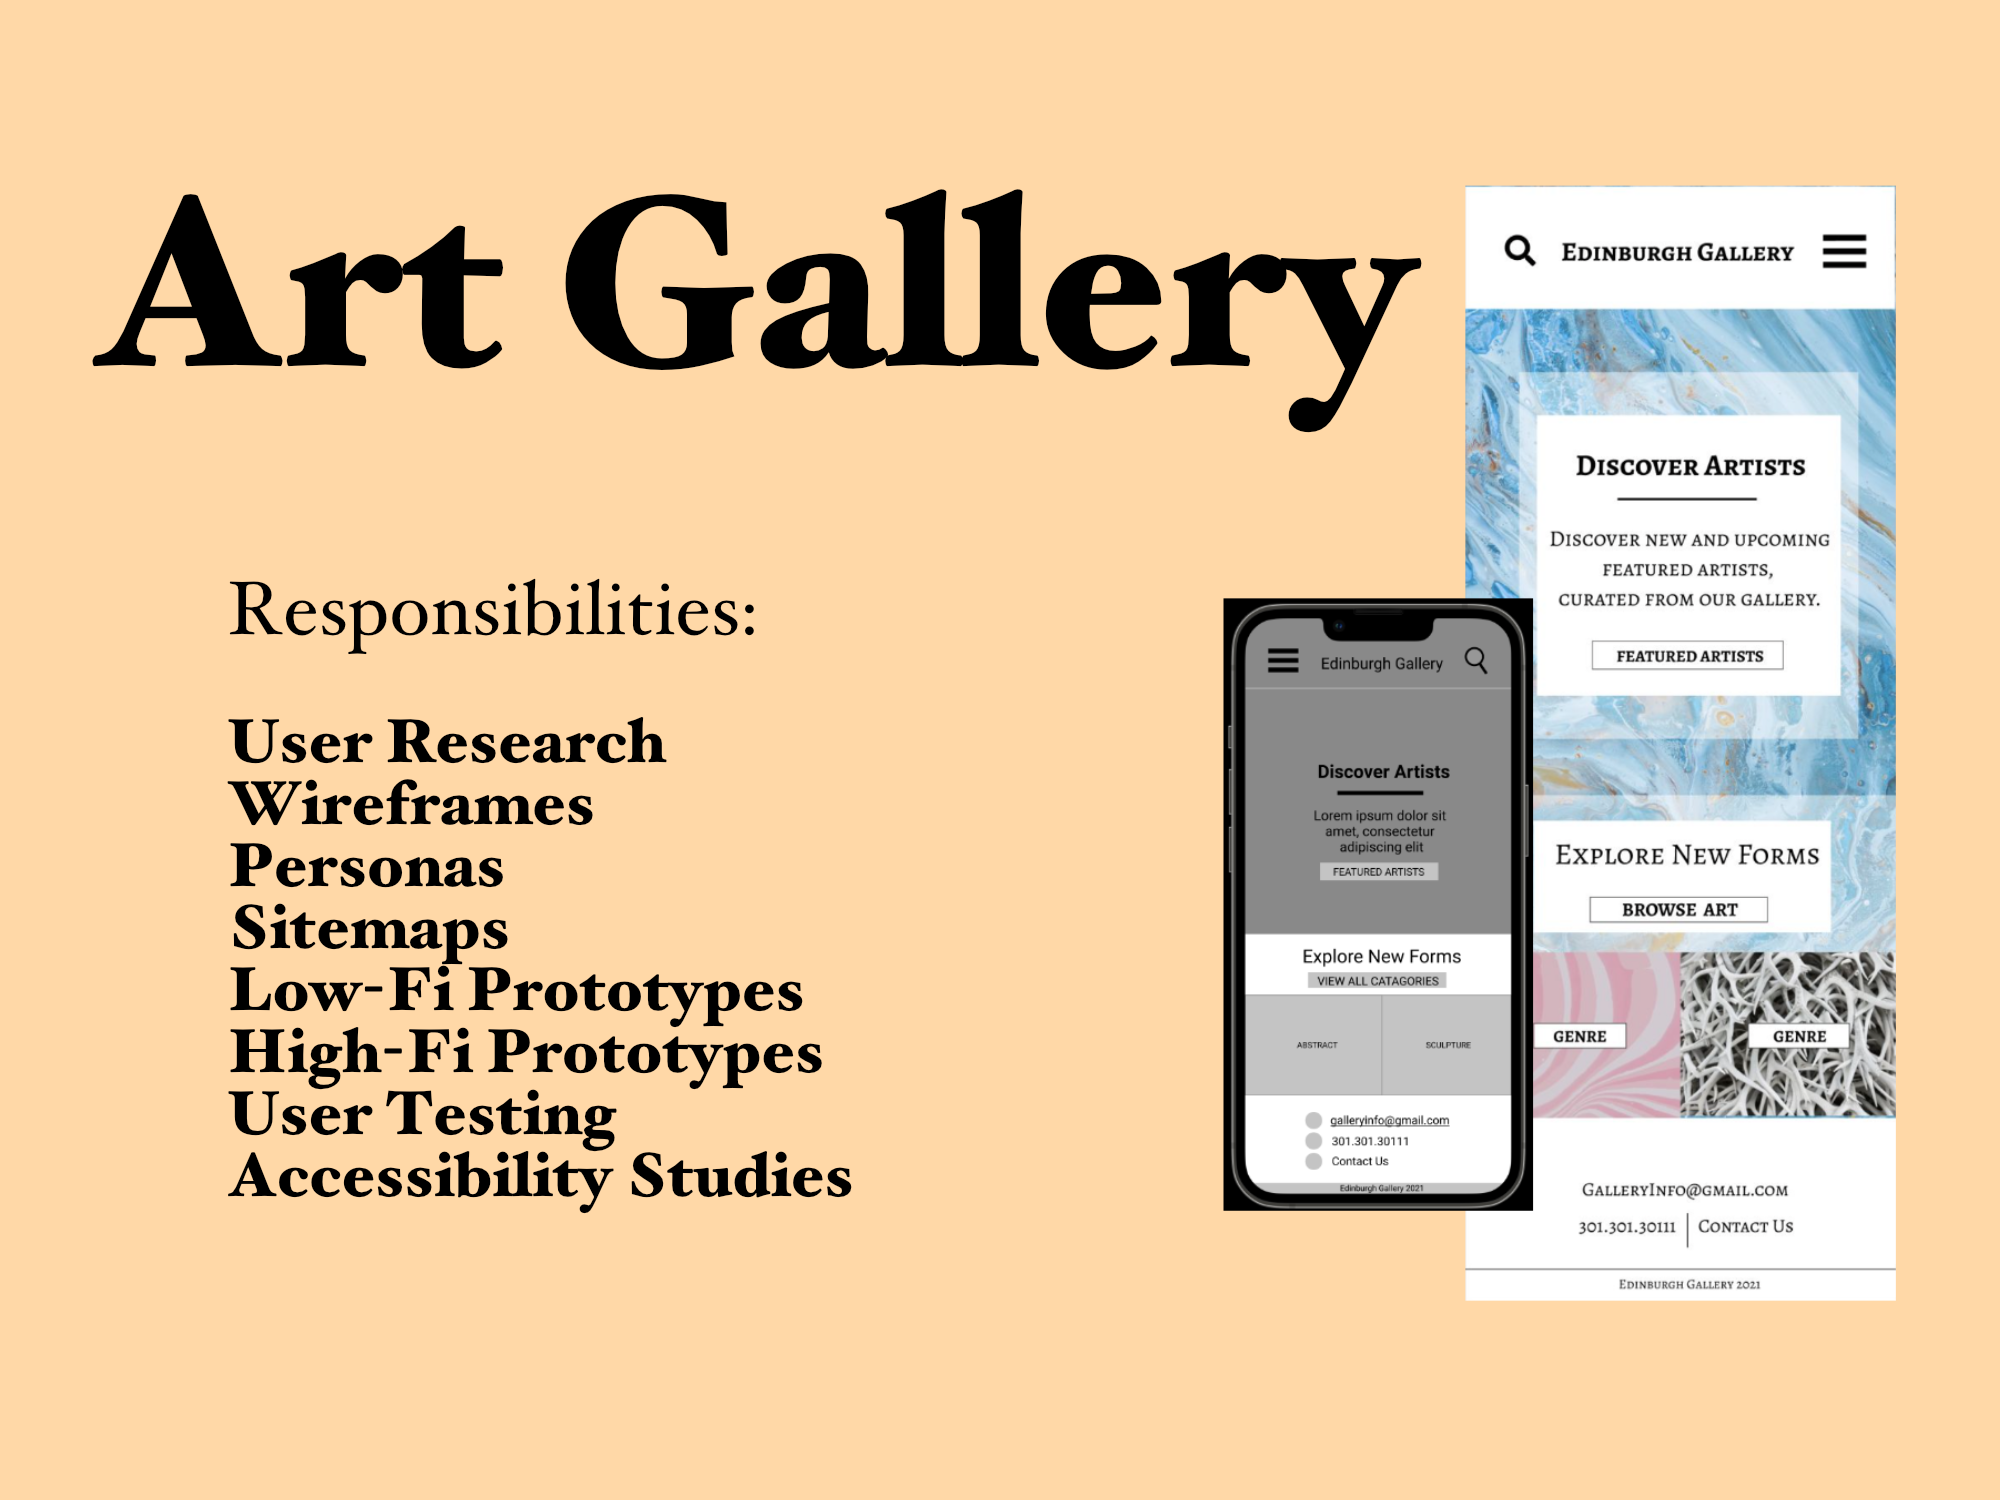 Art Gallery
Responsibilities:
User Research
Wireframes
Personas
Sitemaps
Low-Fi Prototypes
High-Fi Prototypes
User Testing
Accessibility Studies
Edinburgh Gallery
Discover Artists
Lorem ipsum dolor sit
amet, consectetur
adipiscing elit
FEATURED ARTISTS
Explore New Forms
VIEW ALL CATAGORIES
ABSTRACT
SCULPTURE
galleryinfo@gmail.com
301.301.30111
Contact Us
Edinburgh Gallery 2021
Edinburgh Gallery
Discover Artists
Discover new and upcoming
featured artists,
curated from our gallery.
FEATURED ARTISTS
Explore New Forms
BROWSE ART
GENRE
GENRE
GalleryInfo@gmail.com
301.301.30111 | Contact Us
Edinburgh Gallery 2021